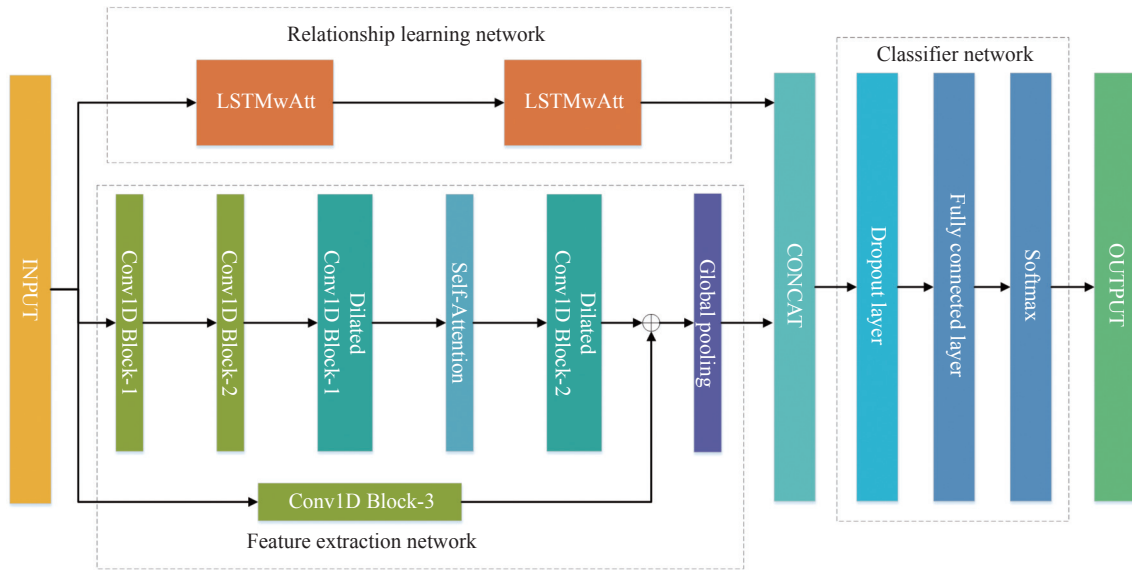 Relationship learning network
LSTMwAtt
LSTMwAtt
Classifier network
INPUT
Conv1D Block-1
Conv1D Block-2
Dilated
Conv1D Block-1
Self-Attention
Dilated
Conv1D Block-2
Global pooling
Conv1D Block-3
Feature extraction network
CONCAT
Dropout layer
Fully connected layer
Softmax
OUTPUT